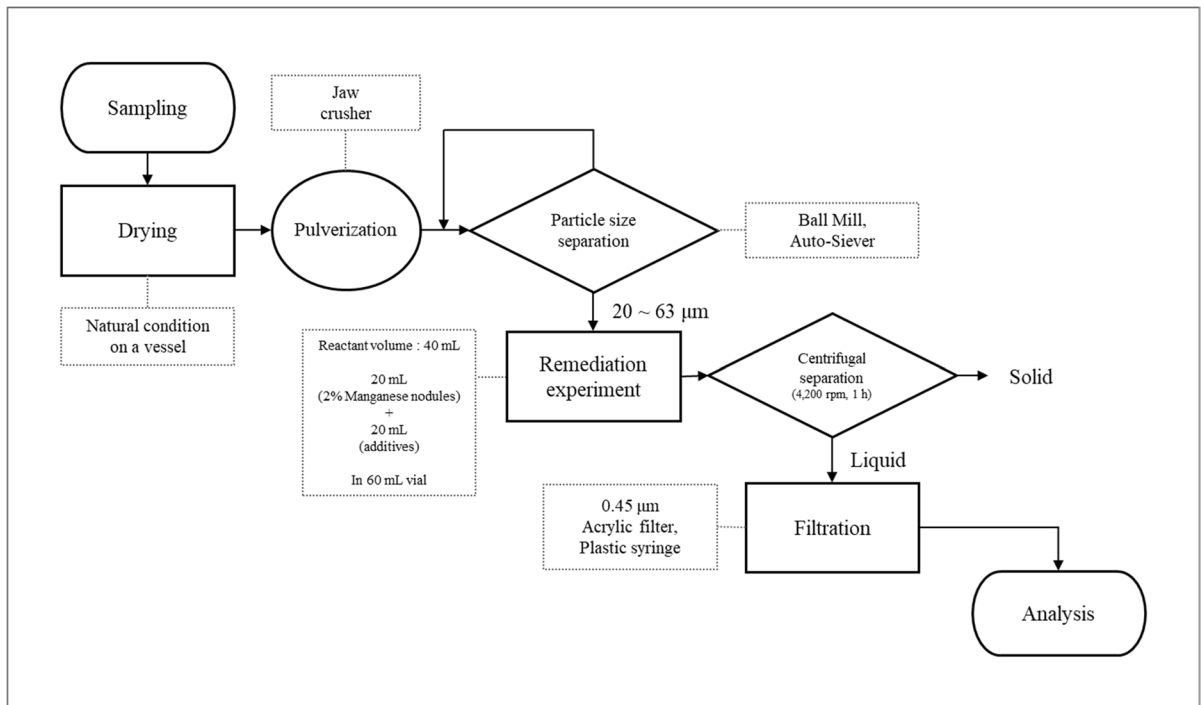 Sampling
Jaw
crusher
Drying
Pulverization
Particle size
separation
Ball Mill,
Auto-Siever
Natural condition
on a vessel
20 ~ 63 μm
Reactant volume : 40 mL
20 mL
(2% Manganese nodules)
+
20 mL
(additives)
In 60 mL vial
Remediation
experiment
Centrifugal
separation
(4,200 rpm, 1 h)
Solid
Liquid
0.45 μm
Acrylic filter,
Plastic syringe
Filtration
Analysis